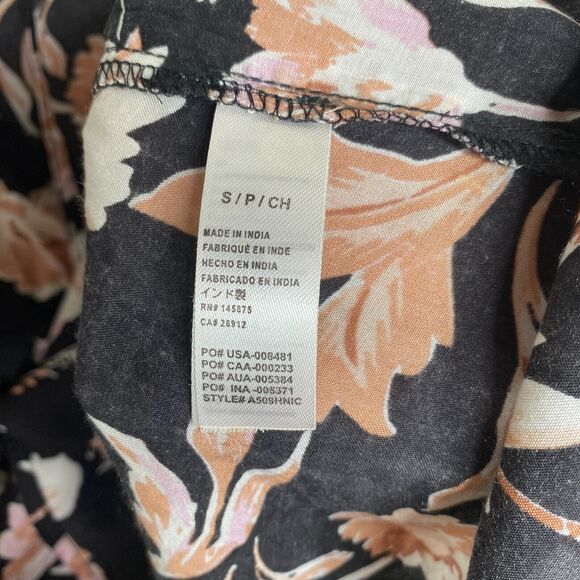 S / P / CH
MADE IN INDIA
FABRIQUÉ EN INDE
HECHO EN INDIA
FABRICADO EN INDIA
インド製
RN# 145875
CA# 26912
PO# USA-008481
PO# CAA-000233
PO# AUA-005384
PO# INA -005371
STYLE# A509HNIC